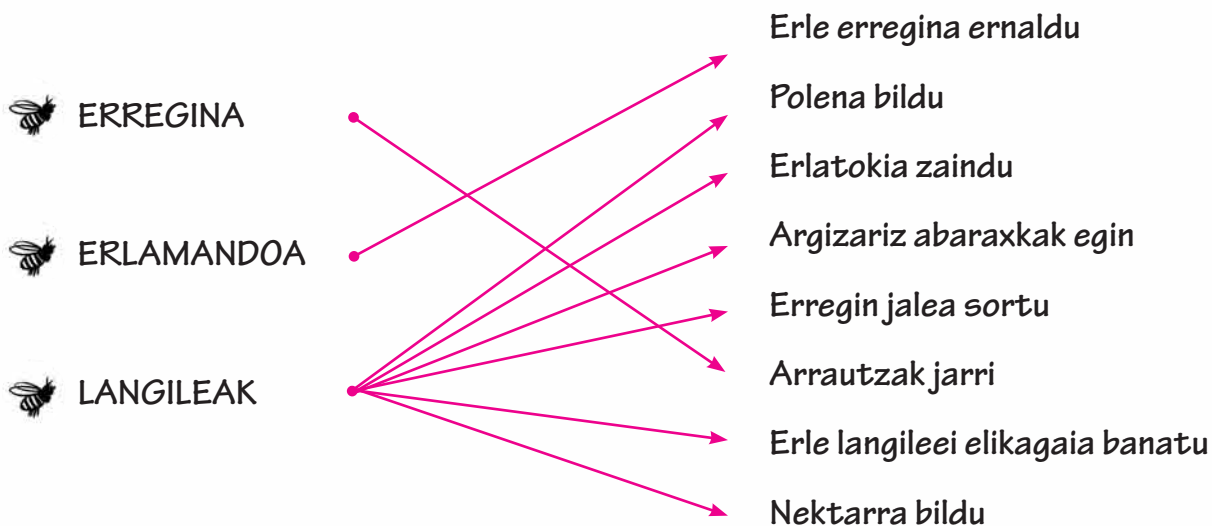 ERREGINA
ERLAMANDOA
LANGILEAK
Erle erregina ernaldu
Polena bildu
Erlatokia zaindu
Argizariz abaraxkak egin
Erregin jalea sortu
Arrautzak jarri
Erle langileei elikagaia banatu
Nektarra bildu